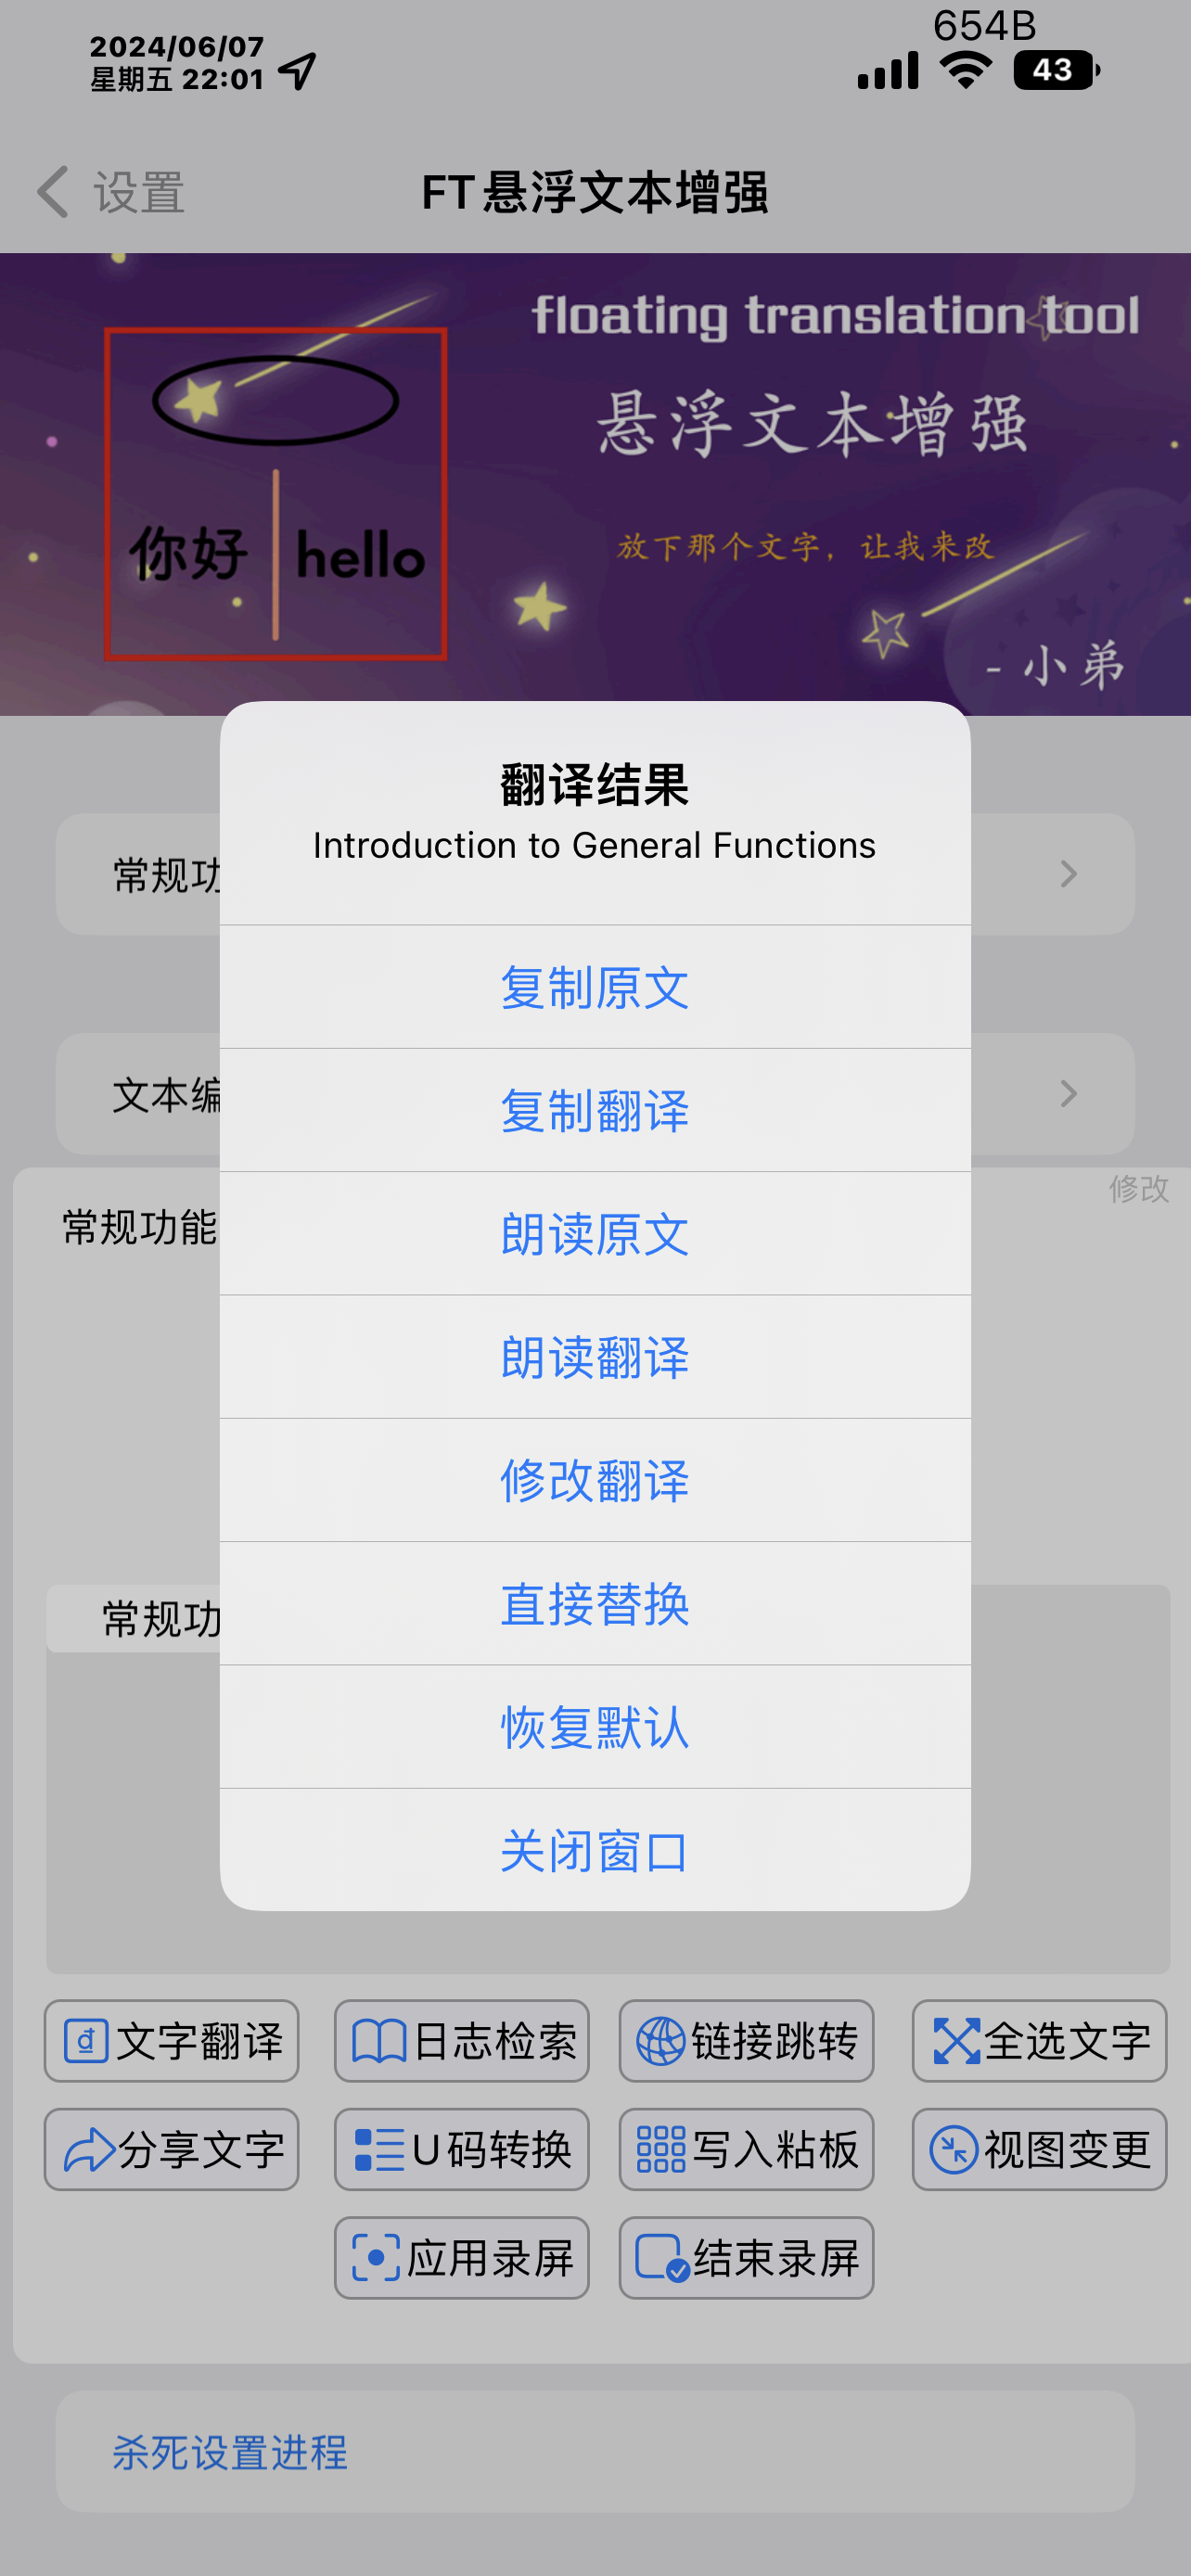 654B
2024/06/07
星期五 22:01
43
设置
FT悬浮文本增强
floating translation tool
悬浮文本增强
放下那个文字，让我来改
你好 hello
- 小弟
翻译结果
Introduction to General Functions
常规功
复制原文
复制翻译
文本编
修改
常规功能
朗读原文
朗读翻译
修改翻译
直接替换
常规功
恢复默认
关闭窗口
文字翻译 日志检索 链接跳转 全选文字
分享文字 U码转换 写入粘板 视图变更
应用录屏 结束录屏
杀死设置进程